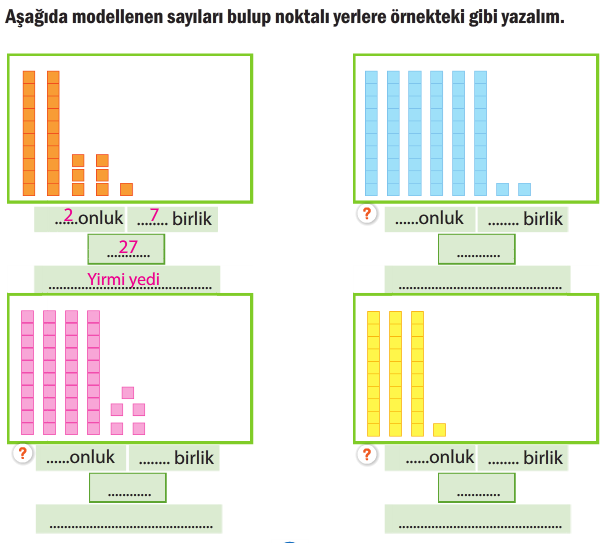 Aşağıda modellenen sayıları bulup noktalı yerlere örnekteki gibi yazalım.
...2...onluk ...7... birlik
...27...
...Yirmi yedi...
? ......onluk ........ birlik
............
.............................................
? ......onluk ........ birlik
............
.............................................
? ......onluk ........ birlik
............
.............................................